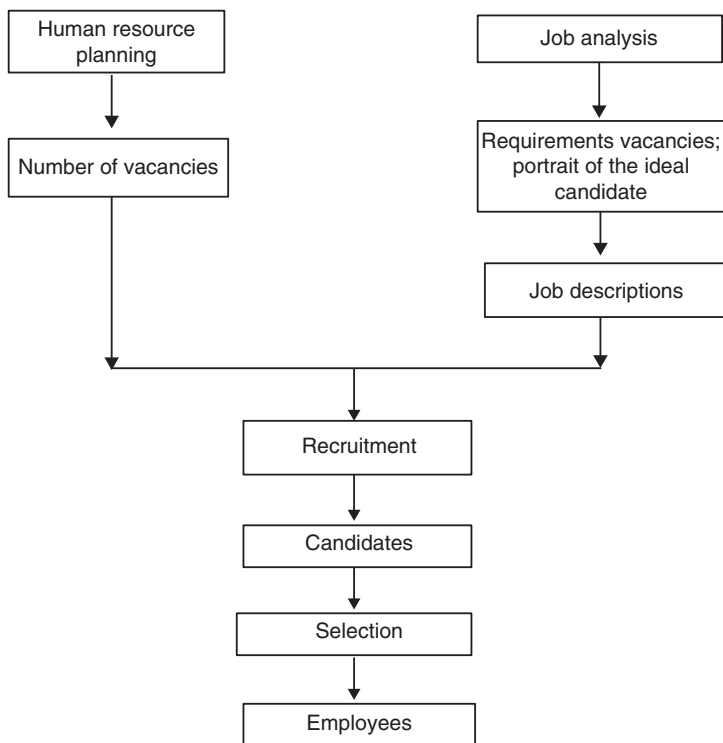 Human resource
planning
Job analysis
Number of vacancies
Requirements vacancies;
portrait of the ideal
candidate
Job descriptions
Recruitment
Candidates
Selection
Employees